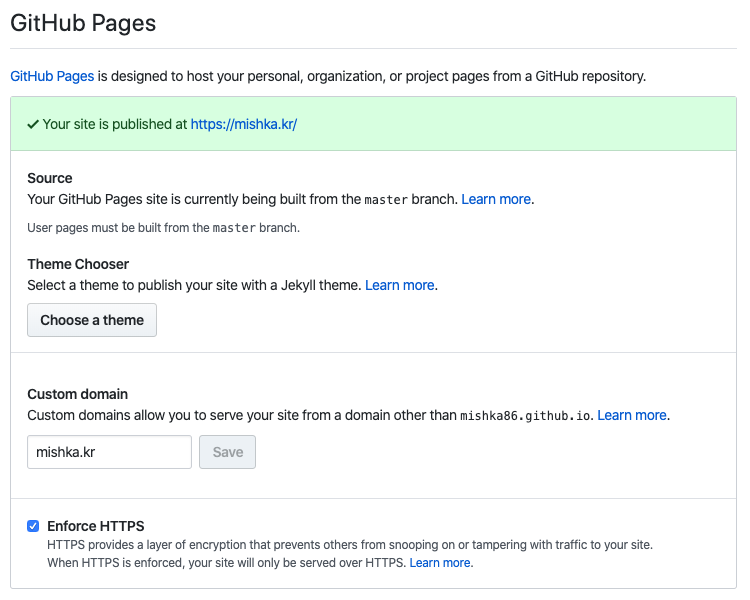 GitHub Pages
GitHub Pages is designed to host your personal, organization, or project pages from a GitHub repository.
✓ Your site is published at https://mishka.kr/
Source
Your GitHub Pages site is currently being built from the master branch. Learn more.
User pages must be built from the master branch.
Theme Chooser
Select a theme to publish your site with a Jekyll theme. Learn more.
Choose a theme
Custom domain
Custom domains allow you to serve your site from a domain other than mishka86.github.io. Learn more.
mishka.kr Save
Enforce HTTPS
HTTPS provides a layer of encryption that prevents others from snooping on or tampering with traffic to your site.
When HTTPS is enforced, your site will only be served over HTTPS. Learn more.